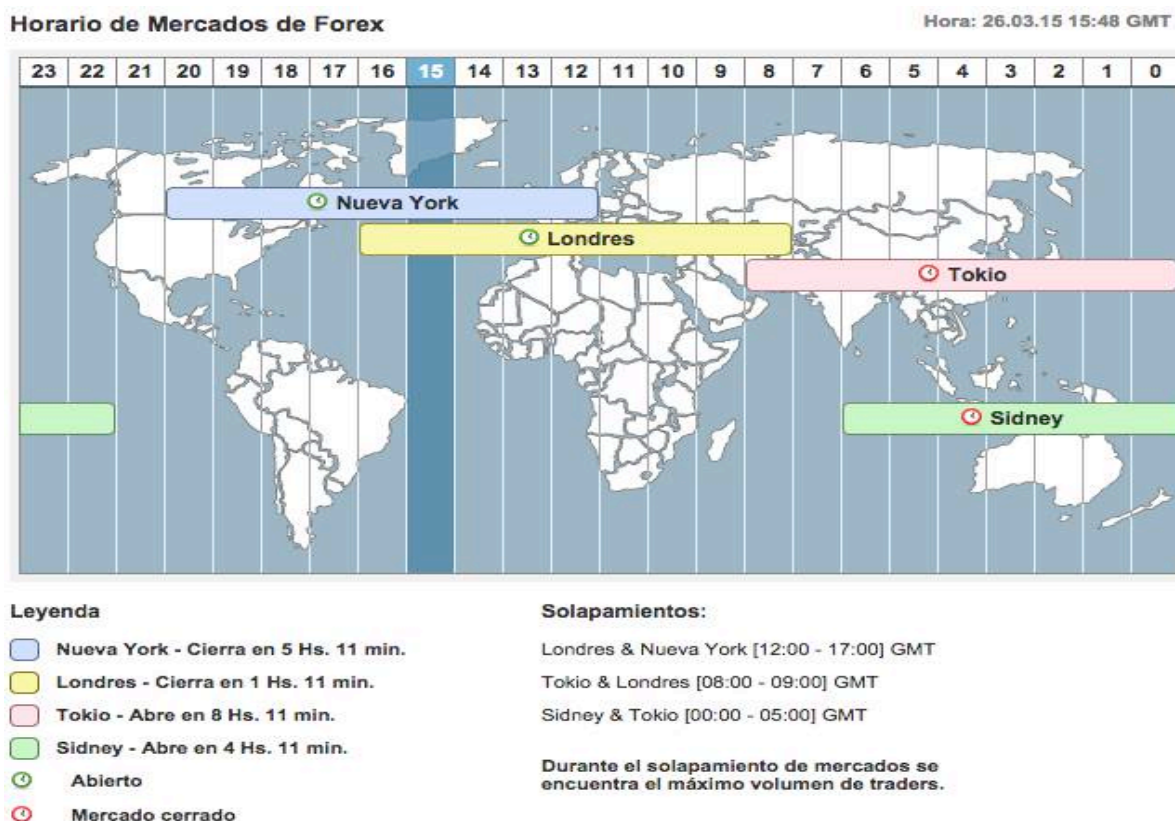 Horario de Mercados de Forex
Hora: 26.03.15 15:48 GMT
23 22 21 20 19 18 17 16 15 14 13 12 11 10 9 8 7 6 5 4 3 2 1 0
Nueva York
Londres
Tokio
Sidney
Leyenda
Nueva York - Cierra en 5 Hs. 11 min.
Londres - Cierra en 1 Hs. 11 min.
Tokio - Abre en 8 Hs. 11 min.
Sidney - Abre en 4 Hs. 11 min.
Abierto
Mercado cerrado
Solapamientos:
Londres & Nueva York [12:00 - 17:00] GMT
Tokio & Londres [08:00 - 09:00] GMT
Sidney & Tokio [00:00 - 05:00] GMT
Durante el solapamiento de mercados se
encuentra el máximo volumen de traders.